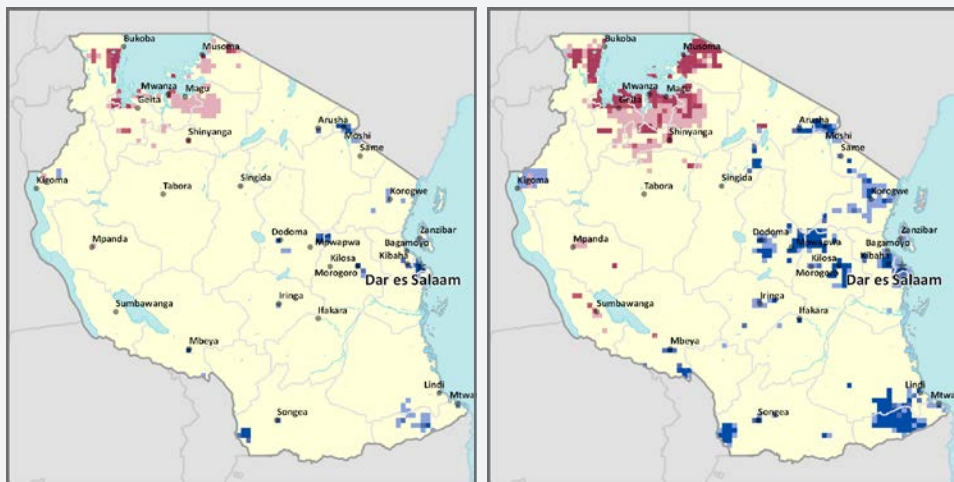 Bukoba
Musoma
Mwanza
Magu
Geita
Shinyanga
Arusha
Moshi
Same
Kigoma
Tabora
Singida
Korogwe
Mpanda
Dodoma
Mpwapwa
Zanzibar
Bagamoyo
Kibaha
Kilosa
Morogoro
Dar es Salaam
Sumbawanga
Iringa
Ifakara
Mbeya
Lindi
Mtwa
Songea
Bukoba
Musoma
Mwanza
Magu
Geita
Shinyanga
Arusha
Moshi
Same
Kigoma
Tabora
Singida
Korogwe
Mpanda
Dodoma
Mpwapwa
Zanzibar
Bagamoyo
Kibaha
Kilosa
Morogoro
Dar es Salaam
Sumbawanga
Iringa
Ifakara
Mbeya
Lindi
Mtwa
Songea